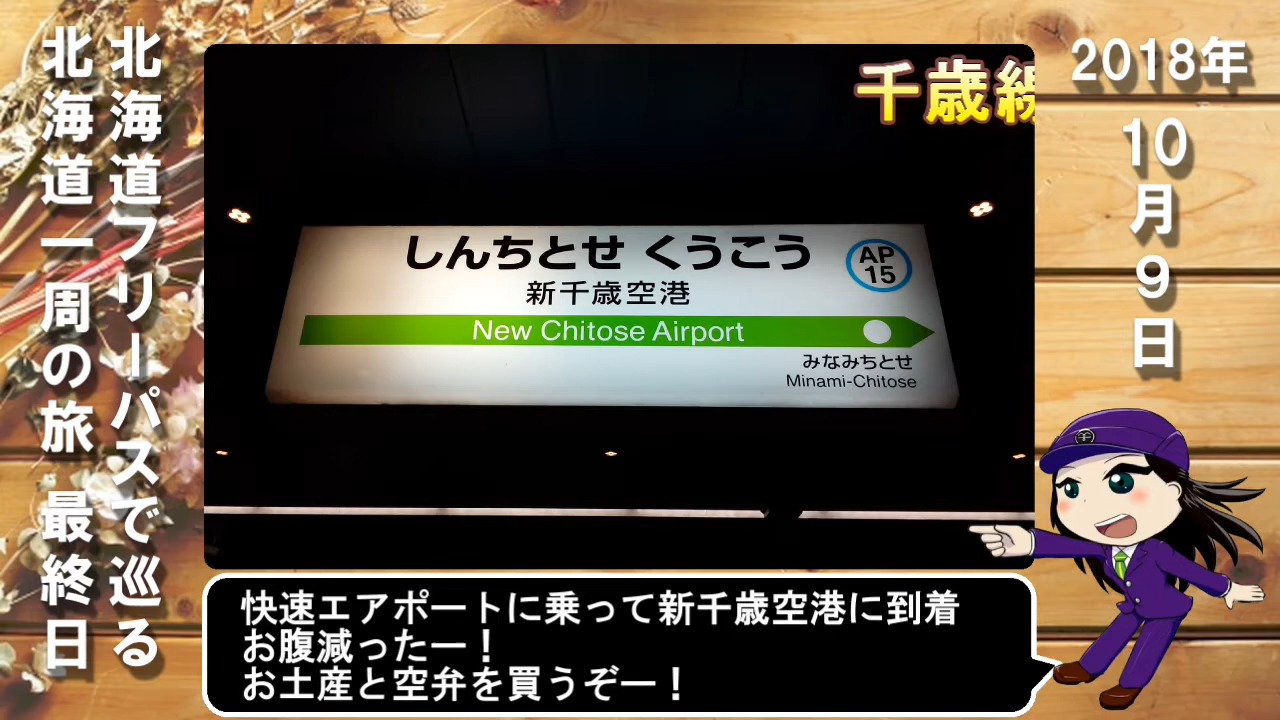 北海道フリーパスで巡る
北海道一周の旅 最終日
2018年
10
月
9
日
千歳線
しんちとせ くうこう
AP
15
新千歳空港
New Chitose Airport
みなみちとせ
Minami-Chitose
快速エアポートに乗って新千歳空港に到着
お腹減ったー!
お土産と空弁を買うぞー!